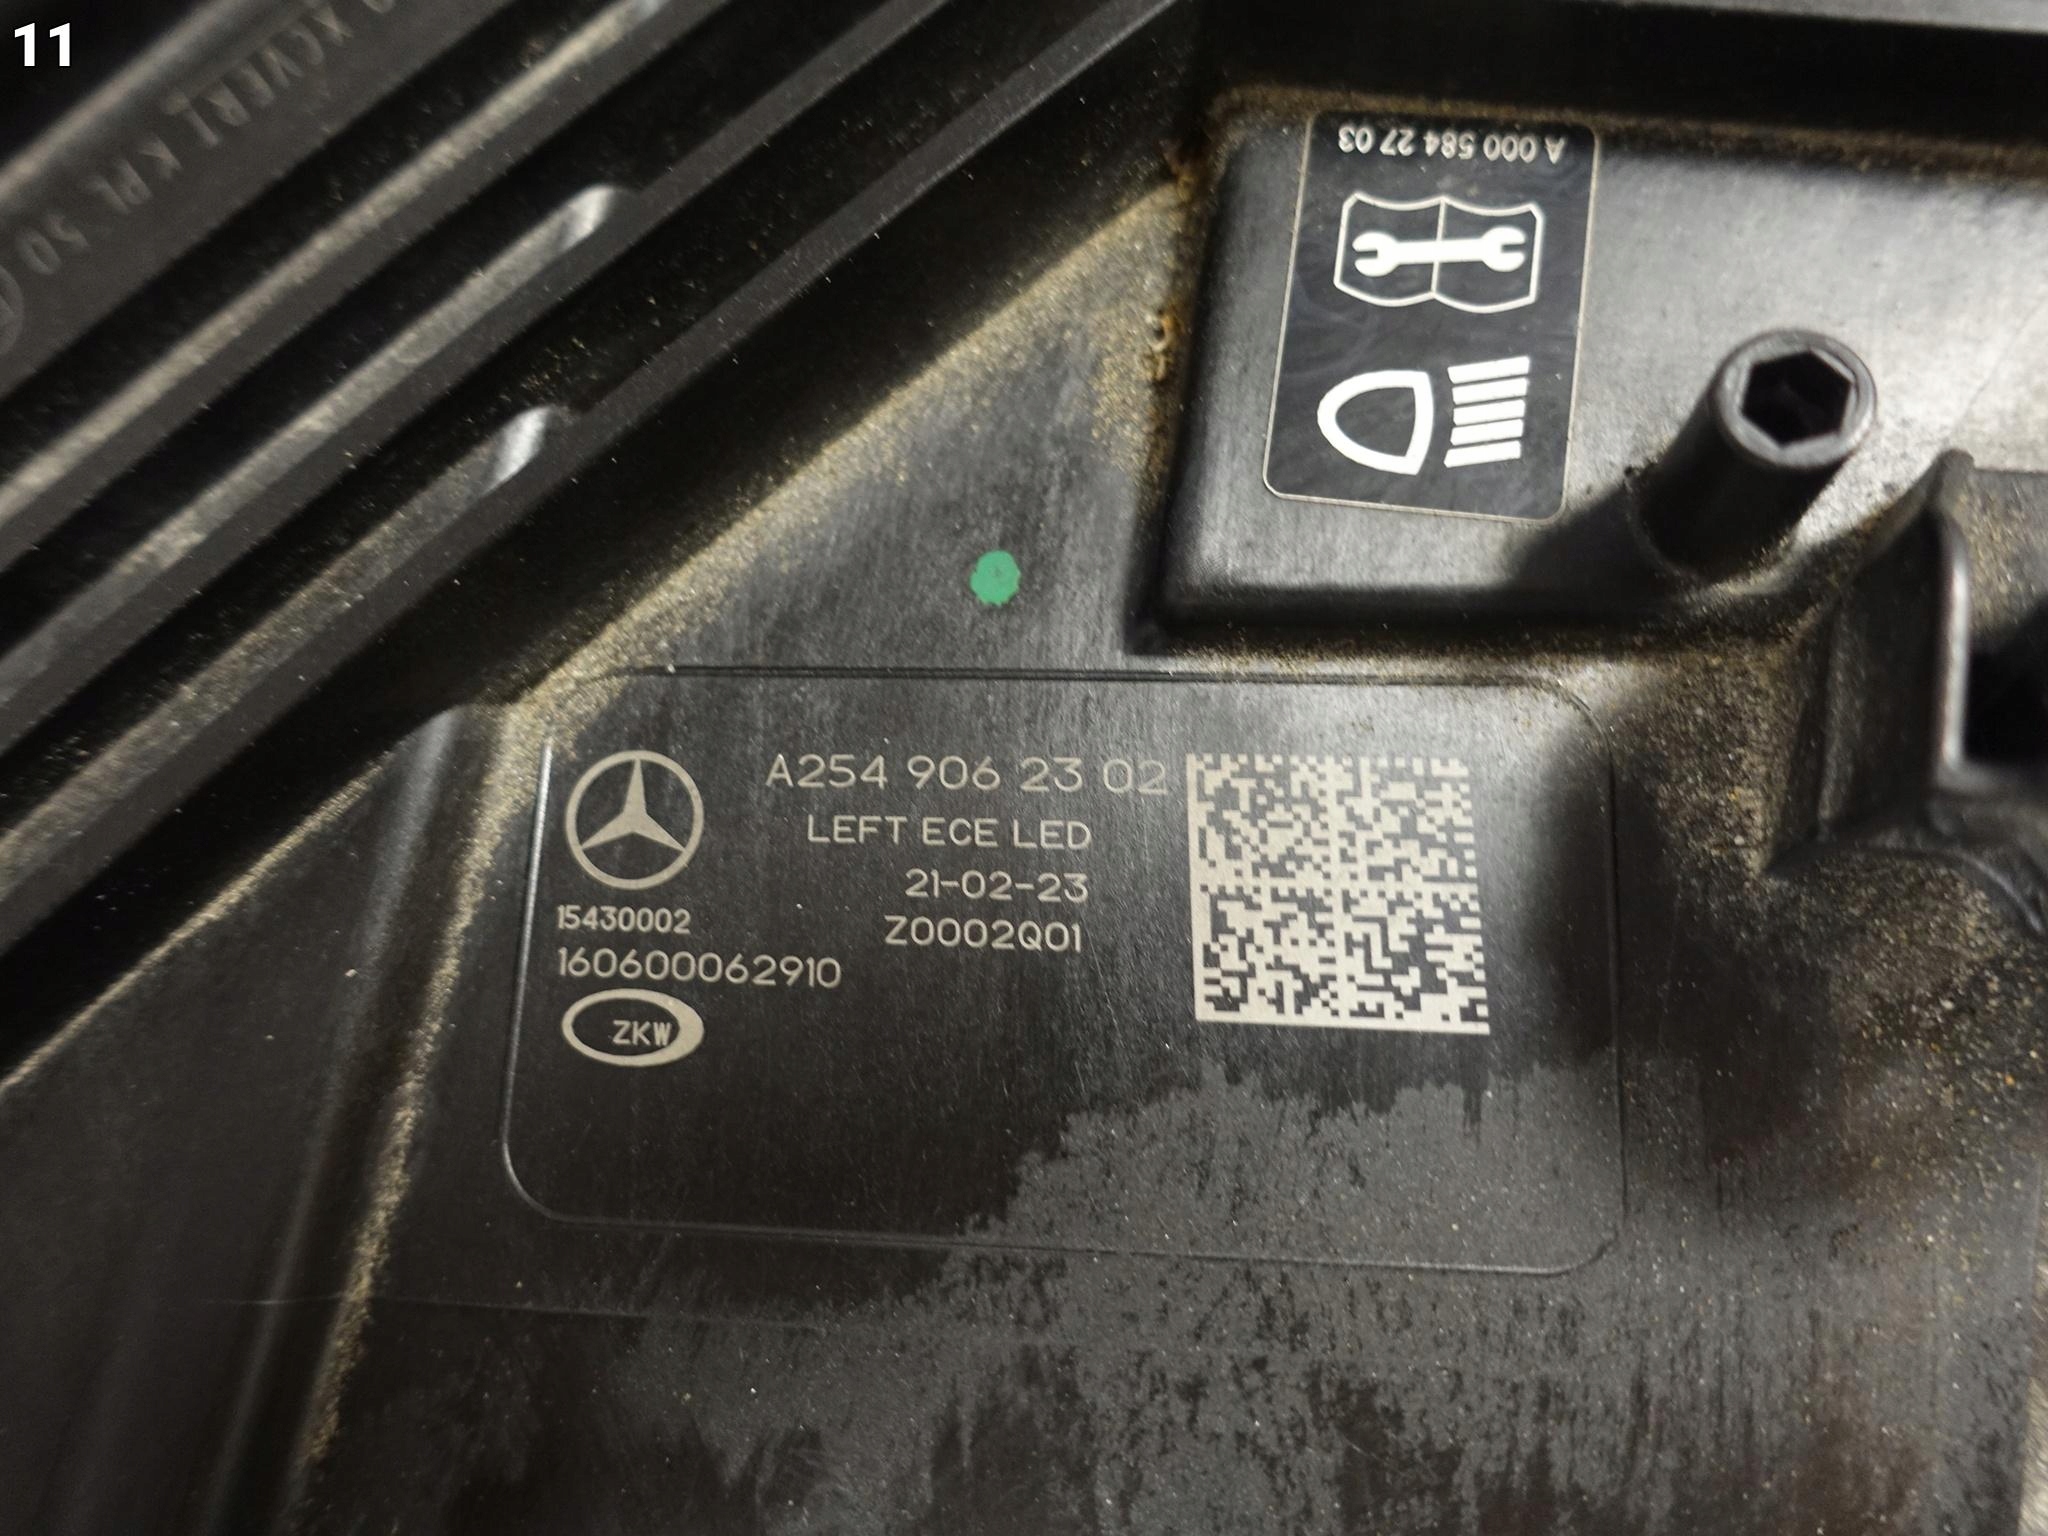 11
A 000 584 27 03
A254 906 23 02
LEFT ECE LED
21-02-23
Z0002Q01
15430002
160600062910
ZKW